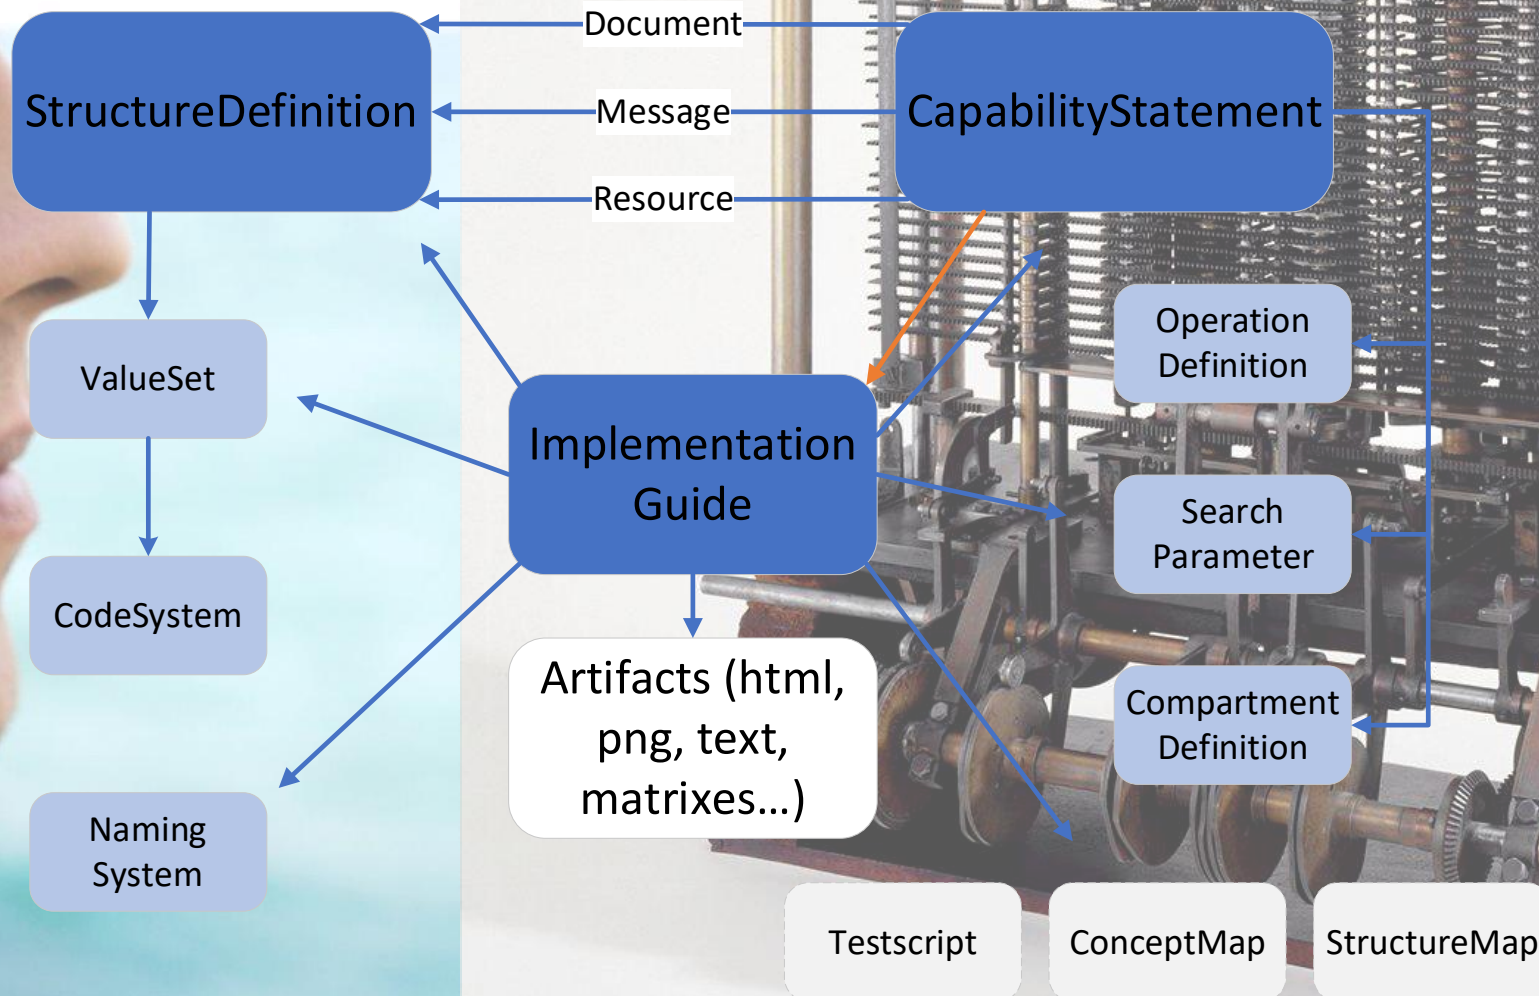 Document
StructureDefinition
Message
CapabilityStatement
Resource
Operation
Definition
ValueSet
Implementation
Guide
Search
Parameter
CodeSystem
Artifacts (html,
png, text,
matrixes...)
Compartment
Definition
Naming
System
Testscript
ConceptMap
StructureMap